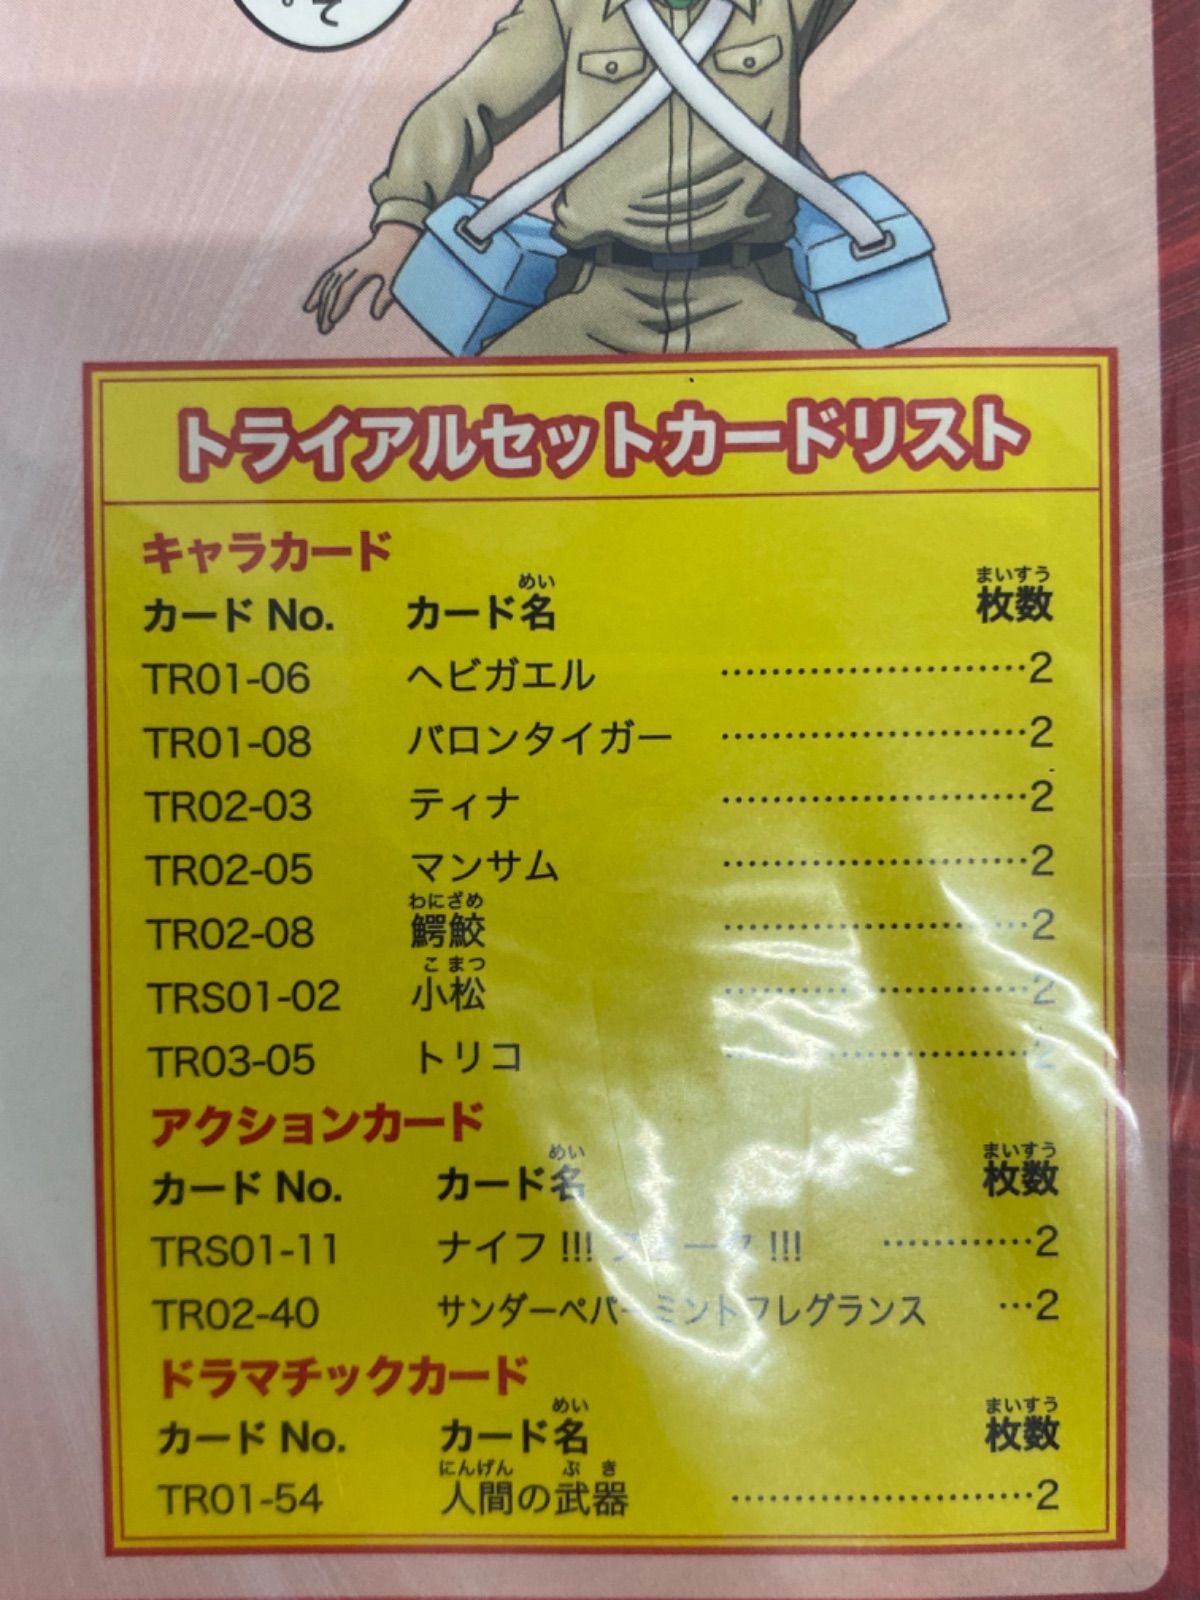 そ
トライアルセットカードリスト
キャラカード
カード No. カード名 枚数
めい まいすう
TR01-06 ヘビガエル ……………………2
TR01-08 バロンタイガー ……………………2
TR02-03 ティナ ……………………2
TR02-05 マンサム ……………………2
わにざめ
TR02-08 鰐鮫 ……………………2
こまつ
TRS01-02 小松 ……………………2
TR03-05 トリコ ……………………2
アクションカード
めい まいすう
カード No. カード名 枚数
TRS01-11 ナイフ!!! フォーク!!! …………2
TR02-40 サンダーペパーミントフレグランス …2
ドラマチックカード
めい まいすう
カード No. カード名 枚数
にんげん ぶき
TR01-54 人間の武器 ……………………2